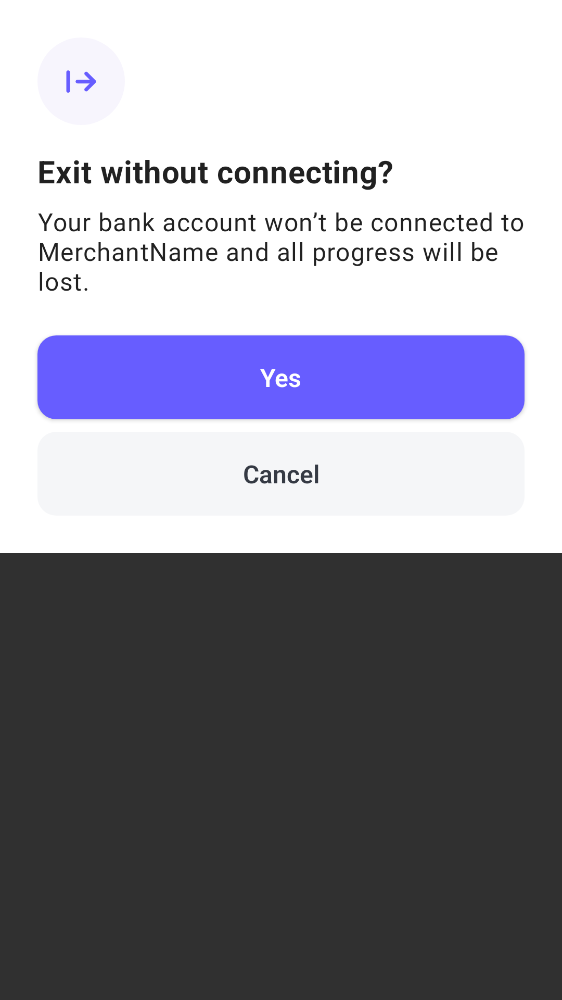 Exit without connecting?
Your bank account won’t be connected to
MerchantName and all progress will be
lost.
Yes
Cancel